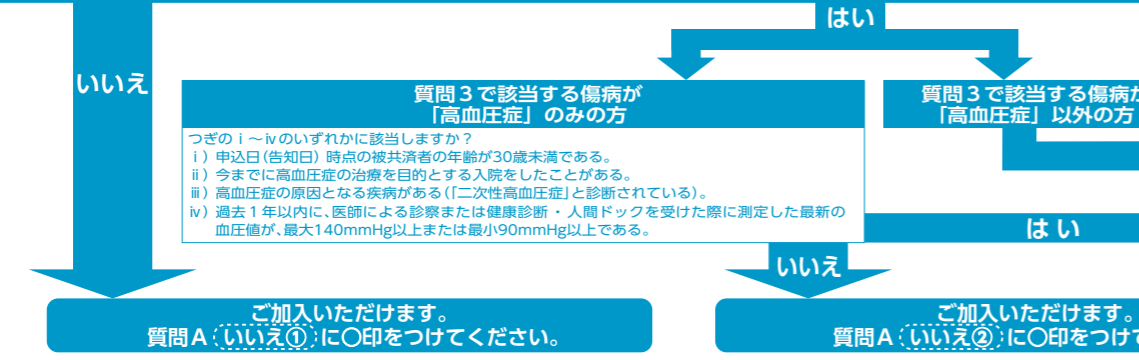 はい
いいえ
質問3で該当する傷病が
「高血圧症」のみの方
つぎのⅰ~ⅳのいずれかに該当しますか?
ⅰ)申込日(告知日)時点の被共済者の年齢が30歳未満である。
ⅱ)今までに高血圧症の治療を目的とする入院をしたことがある。
ⅲ)高血圧症の原因となる疾病がある(「二次性高血圧症」と診断されている)。
ⅳ)過去1年以内に、医師による診察または健康診断・人間ドックを受けた際に測定した最新の
血圧値が、最大140mmHg以上または最小90mmHg以上である。
質問3で該当する傷病が
「高血圧症」以外の方
はい
いいえ
ご加入いただけます。
質問A いいえ① に○印をつけてください。
ご加入いただけます。
質問A いいえ② に○印をつけて